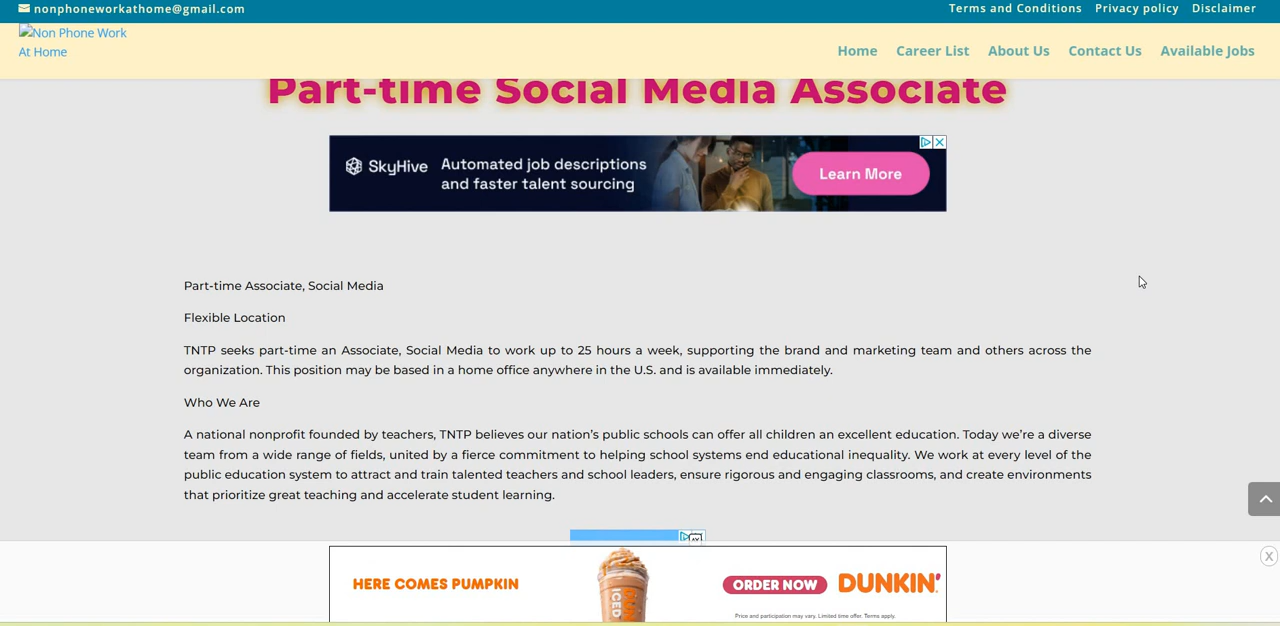 nonphoneworkathome@gmail.com
Terms and Conditions Privacy policy Disclaimer
Non Phone Work
At Home
Home Career List About Us Contact Us Available Jobs
Part-time Social Media Associate
SkyHive
Automated job descriptions
and faster talent sourcing
Learn More
Part-time Associate, Social Media
Flexible Location
TNTP seeks part-time an Associate, Social Media to work up to 25 hours a week, supporting the brand and marketing team and others across the
organization. This position may be based in a home office anywhere in the U.S. and is available immediately.
Who We Are
A national nonprofit founded by teachers, TNTP believes our nation’s public schools can offer all children an excellent education. Today we’re a diverse
team from a wide range of fields, united by a fierce commitment to helping school systems end educational inequality. We work at every level of the
public education system to attract and train talented teachers and school leaders, ensure rigorous and engaging classrooms, and create environments
that prioritize great teaching and accelerate student learning.
HERE COMES PUMPKIN
ICED
ORDER NOW
DUNKIN'
Price and participation may vary. Limited time offer. Terms apply.
X